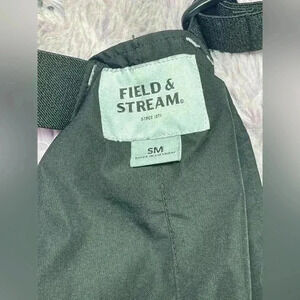 FIELD &
STREAM®
SINCE 1871
SM